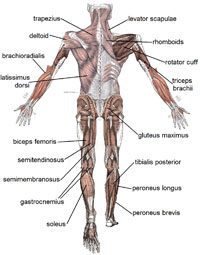 trapezius
deltoid
brachioradialis
latissimus
dorsi
biceps femoris
semitendinosus
semimembranosus
gastrocnemius
soleus
levator scapulae
rhomboids
rotator cuff
triceps
brachii
gluteus maximus
tibialis posterior
peroneus longus
peroneus brevis